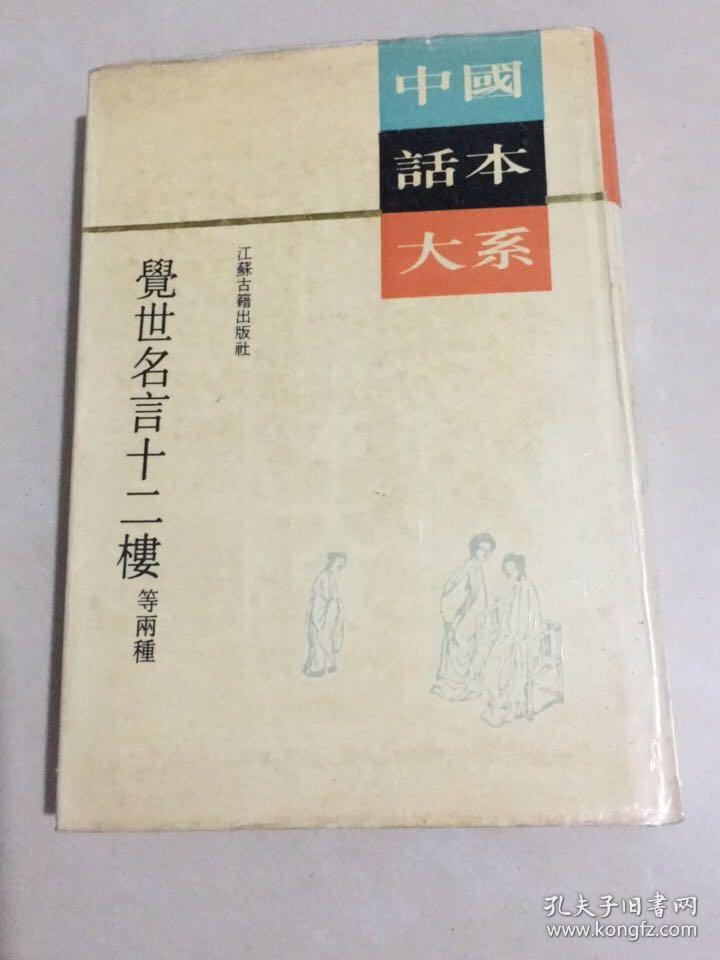 中國
話本
大系
江蘇古籍出版社
覺世名言十二樓等兩種
孔夫子旧书网
www.kongfz.com